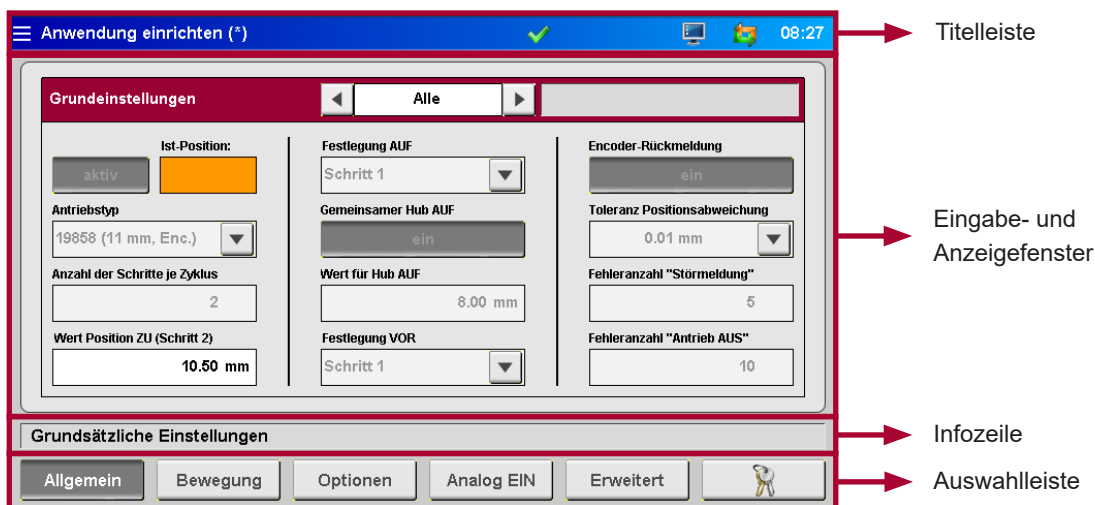 Anwendung einrichten (*)
08:27
Titelleiste
Grundeinstellungen
Alle
Ist-Position:
aktiv
Antriebstyp
19858 (11 mm, Enc.)
Anzahl der Schritte je Zyklus
2
Wert Position ZU (Schritt 2)
10.50 mm
Festlegung AUF
Schritt 1
Gemeinsamer Hub AUF
ein
Wert für Hub AUF
8.00 mm
Festlegung VOR
Schritt 1
Encoder-Rückmeldung
ein
Toleranz Positionsabweichung
0.01 mm
Fehleranzahl "Störmeldung"
5
Fehleranzahl "Antrieb AUS"
10
Eingabe- und
Anzeigefenster
Grundsätzliche Einstellungen
Infozeile
Allgemein
Bewegung
Optionen
Analog EIN
Erweitert
Auswahlleiste